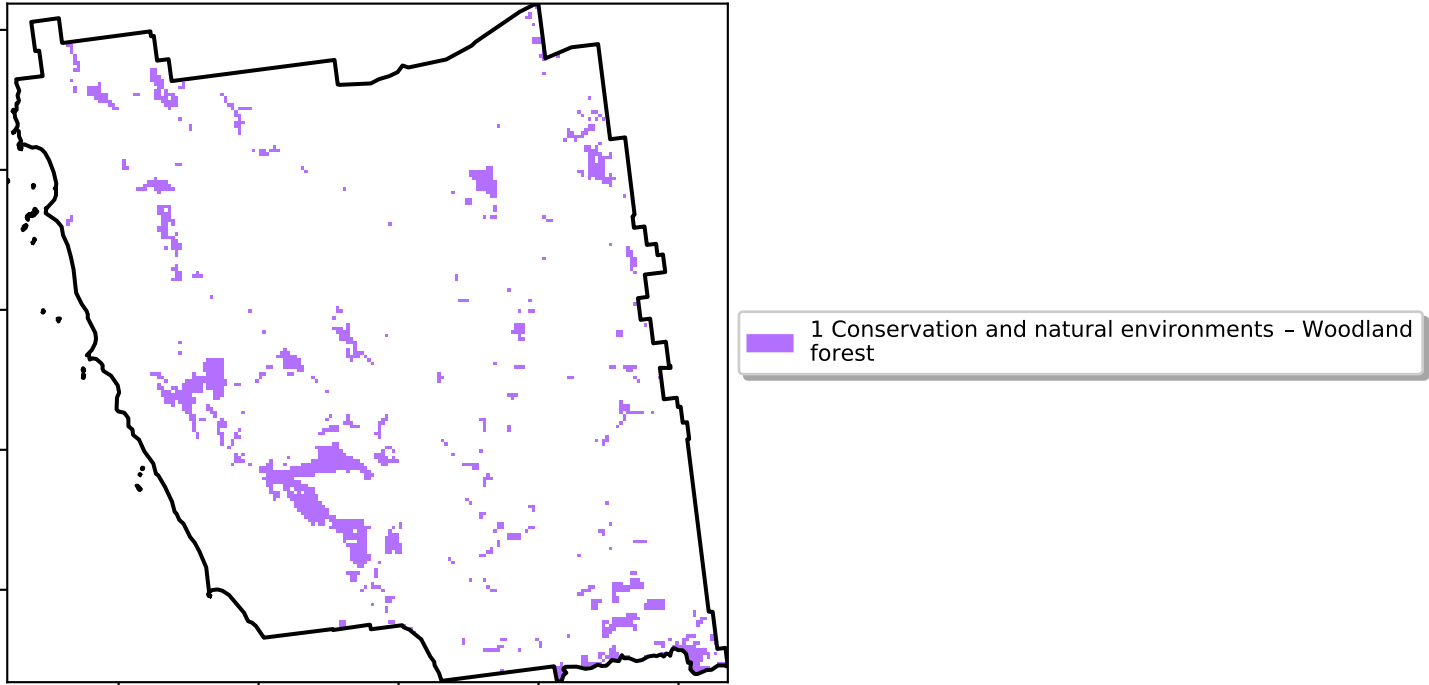 1 Conservation and natural environments – Woodland
forest